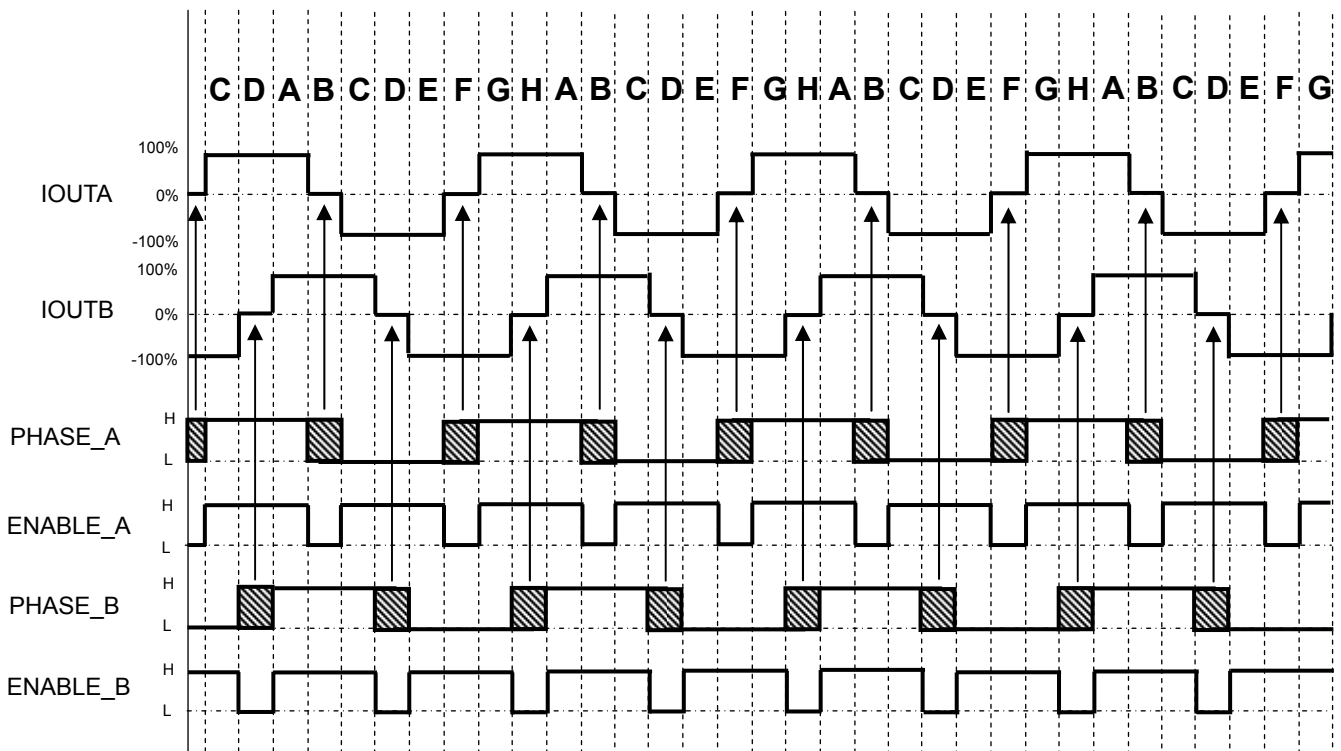 C D A B C D E F G H A B C D E F G H A B C D E F G H A B C D E F G
100%
IOUTA 0%
-100%
100%
IOUTB 0%
-100%
H
PHASE_A
L
H
ENABLE_A
L
H
PHASE_B
L
H
ENABLE_B
L